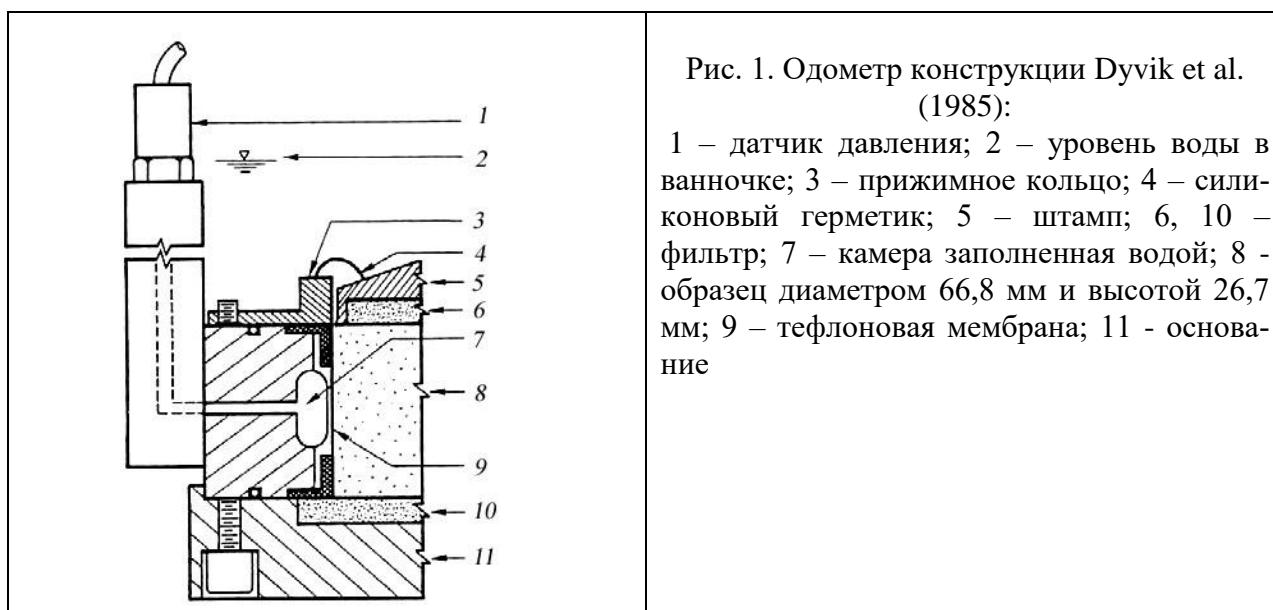 1
2
3
4
5
6
7
8
9
10
11
Рис. 1. Одометр конструкции Dyvik et al.
(1985):
1 – датчик давления; 2 – уровень воды в
ванночке; 3 – прижимное кольцо; 4 – сили-
коновый герметик; 5 – штамп; 6, 10 –
фильтр; 7 – камера заполненная водой; 8 -
образец диаметром 66,8 мм и высотой 26,7
мм; 9 – тефлоновая мембрана; 11 - основа-
ние